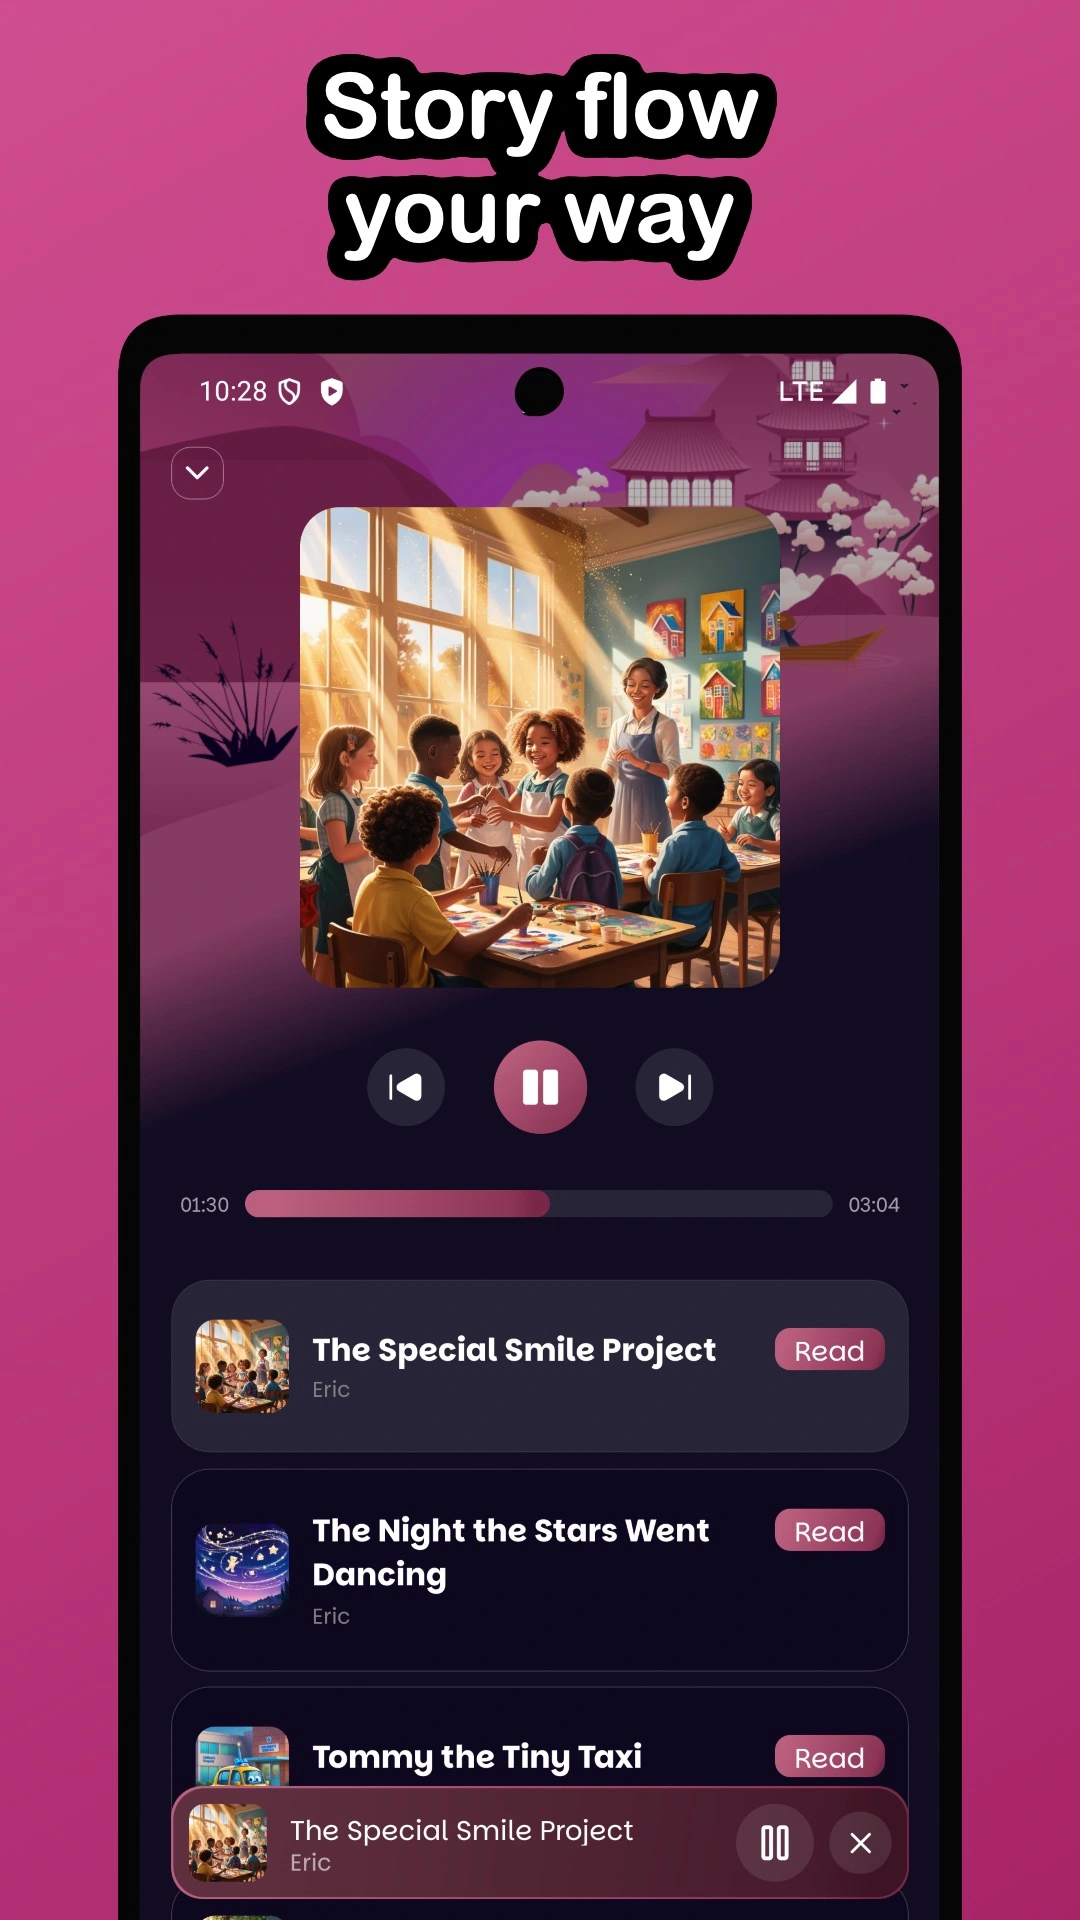 Story flow
your way
10:28
LTE
01:30
03:04
The Special Smile Project
Read
Eric
The Night the Stars Went
Dancing
Read
Eric
Tommy the Tiny Taxi
Read
The Special Smile Project
Eric